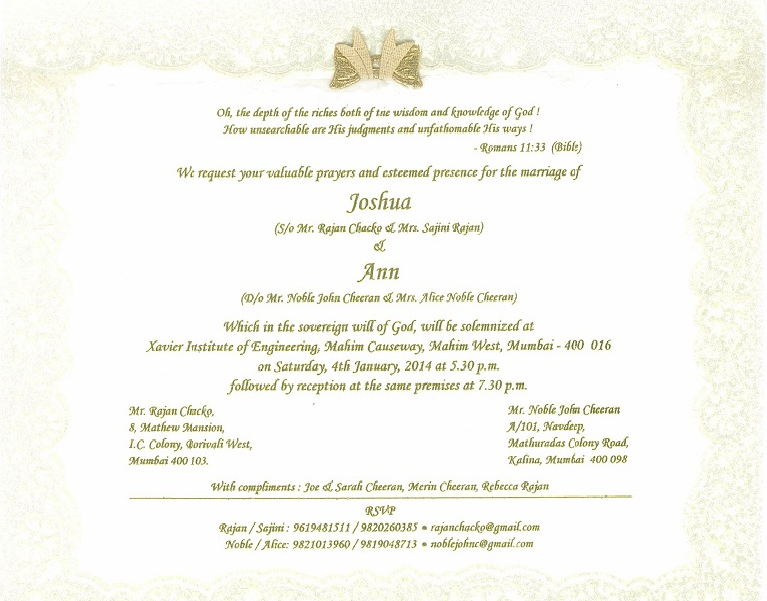 Oh, the depth of the riches both of the wisdom and knowledge of God !
How unsearchable are His judgments and unfathomable His ways !
- Romans 11:33 (Bible)
We request your valuable prayers and esteemed presence for the marriage of
Joshua
(S/o Mr. Rajan Chacko & Mrs. Sajini Rajan)
&
Ann
(D/o Mr. Noble John Cheeran & Mrs. Alice Noble Cheeran)
Which in the sovereign will of God, will be solemnized at
Xavier Institute of Engineering, Mahim Causeway, Mahim West, Mumbai - 400 016
on Saturday, 4th January, 2014 at 5.30 p.m.
followed by reception at the same premises at 7.30 p.m.
Mr. Rajan Chacko,
8, Mathew Mansion,
I.C. Colony, Borivali West,
Mumbai 400 103.
Mr. Noble John Cheeran
A/101, Navdeep,
Mathuradas Colony Road,
Kalina, Mumbai 400 098
With compliments : Joe & Sarah Cheeran, Merin Cheeran, Rebecca Rajan
RSVP
Rajan / Sajini : 9619481511 / 9820260385 • rajanchacko@gmail.com
Noble / Alice: 9821013960 / 9819048713 • noblejohnc@gmail.com